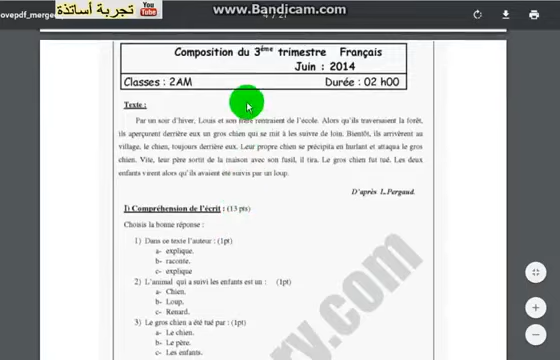 www.Bandicam.com
تجربة أساتذة
You Tube
ovepdf_merged
4 / 27
Composition du 3ème trimestre Français
Juin : 2014
Classes: 2AM Durée : 02 h00
Texte :
Par un soir d'hiver, Louis et son frère rentraient de l'école. Alors qu'ils traversaient la forêt,
ils aperçurent derrière eux un gros chien qui se mit à les suivre de loin. Bientôt, ils arrivèrent au
village, le chien, toujours derrière eux. Leur propre chien se précipita en hurlant et attaqua le gros
chien. Vite, leur père sortit de la maison avec son fusil, il tira. Le gros chien fut tué. Les deux
enfants virent alors qu'ils avaient été suivis par un loup.
D'après L.Pergaud.
I) Compréhension de l'écrit : (13 pts)
Choisis la bonne réponse :
1) Dans ce texte l'auteur : (1pt)
a- explique.
b- raconte.
c- explique
2) L'animal qui a suivi les enfants est un : (1pt)
a- Chien.
b- Loup.
c- Renard.
3) Le gros chien a été tué par : (1pt)
a- Le chien.
b- Le père.
c- Les enfants.
ry.com